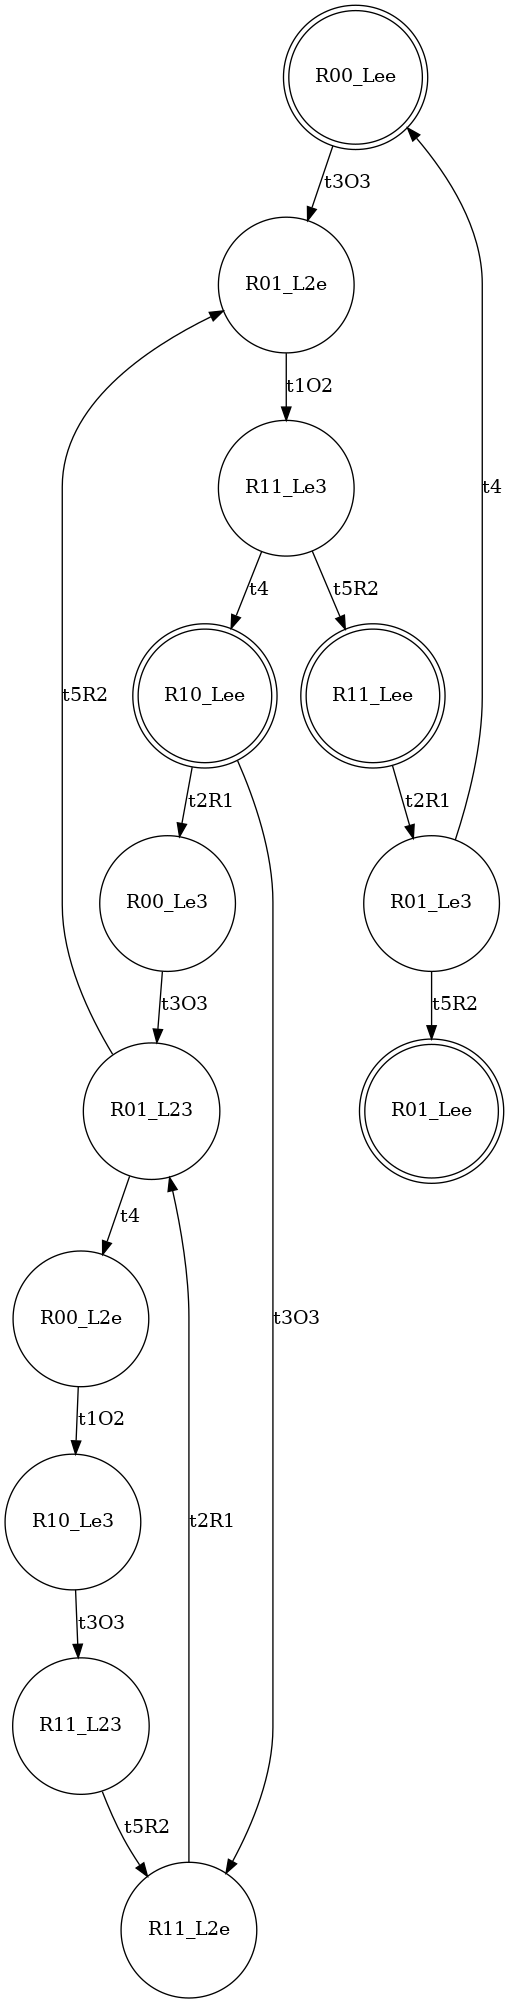 R00_Lee
t3O3
R01_L2e
t1O2
R11_Le3
t4
t4
t5R2
R10_Lee
R11_Lee
t5R2
t2R1
t2R1
R00_Le3
R01_Le3
t3O3
t5R2
R01_L23
R01_Lee
t4
R00_L2e
t3O3
t1O2
R10_Le3
t2R1
t3O3
R11_L23
t5R2
R11_L2e